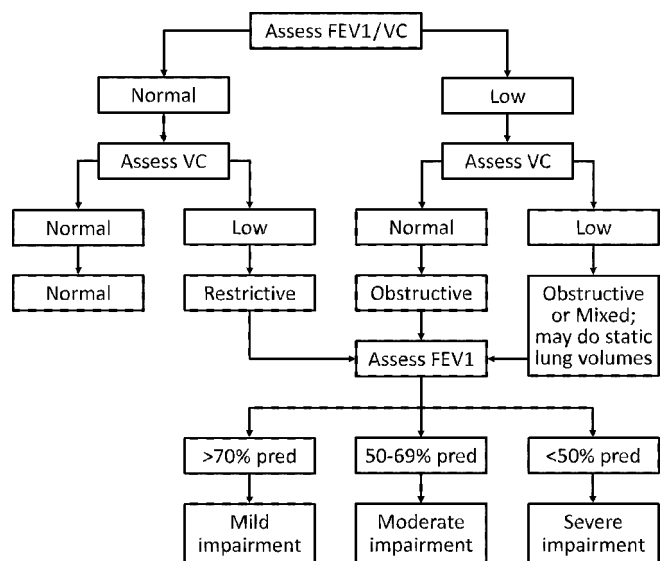 Assess FEV1/VC
Normal
Low
Assess VC
Assess VC
Normal
Low
Normal
Low
Normal
Restrictive
Obstructive
Obstructive
or Mixed;
may do static
lung volumes
Assess FEV1
>70% pred
50-69% pred
<50% pred
Mild
impairment
Moderate
impairment
Severe
impairment